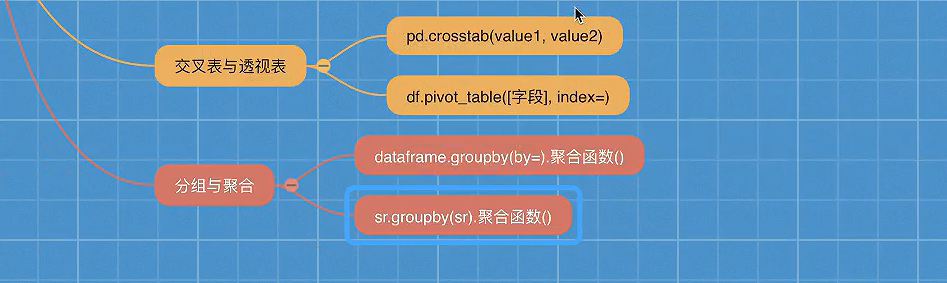 交叉表与透视表
pd.crosstab(value1, value2)
df.pivot_table([字段], index=)
分组与聚合
dataframe.groupby(by=).聚合函数()
sr.groupby(sr).聚合函数()